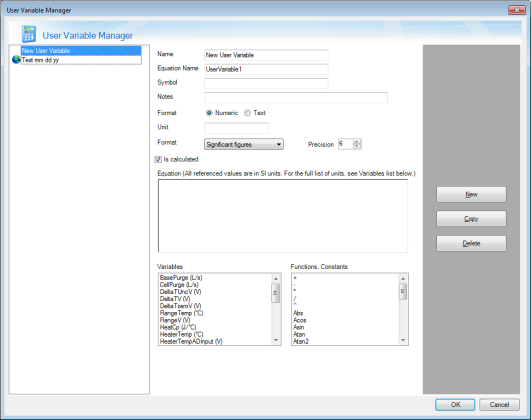 User Variable Manager
User Variable Manager
New User Variable
Test mm dd yy
Name New User Variable
Equation Name UserVariable1
Symbol
Notes
Format Numeric Text
Unit
Format Significant figures Precision 6
Is calculated
Equation (All referenced values are in SI units. For the full list of units, see Variables list below.)
New
Copy
Delete
Variables
BasePurge (L/s)
CellPurge (L/s)
DeltaTUncV (V)
DeltaTV (V)
DeltaTzeroV (V)
FlangeTemp (°C)
FlangeV (V)
HeatCp (J/°C)
HeaterTemp (°C)
HeaterTempADInput (V)
Functions, Constants
+
-
*
/
^
Abs
Acos
Asin
Atan
Atan2
OK Cancel